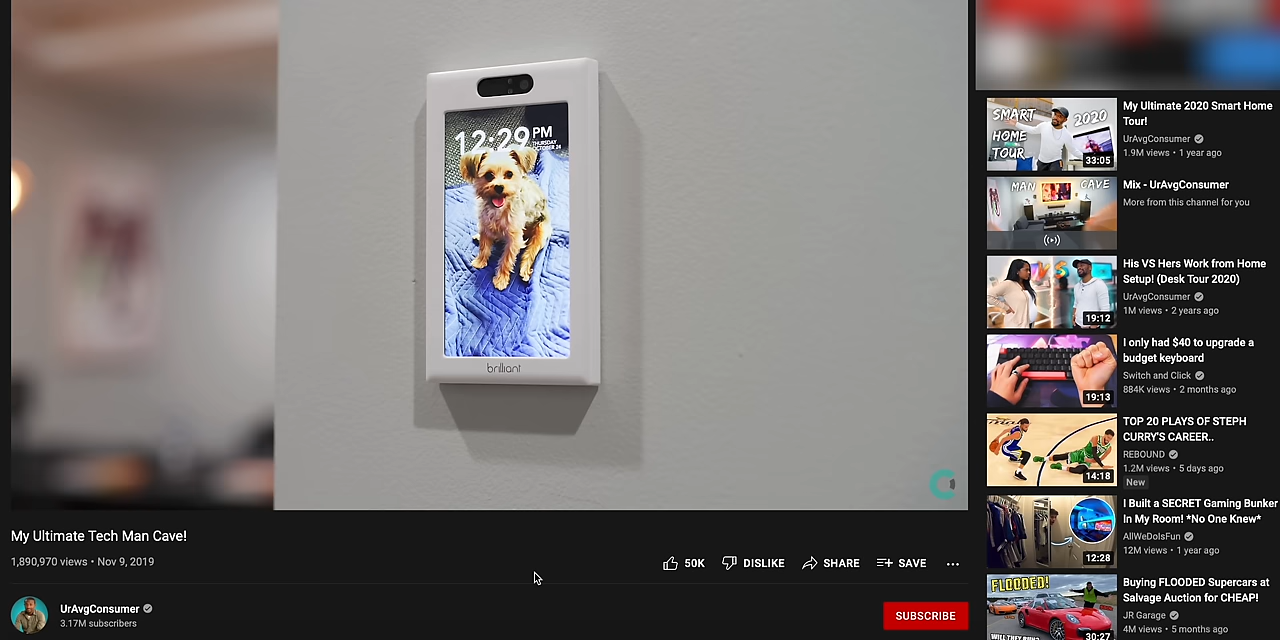 12:29 PM
THURSDAY
OCTOBER 24
brilliant
My Ultimate Tech Man Cave!
1,890,970 views • Nov 9, 2019
50K
DISLIKE
SHARE
SAVE
UrAvgConsumer
3.17M subscribers
SUBSCRIBE
SMART
2020
HOME
TOUR
33:05
My Ultimate 2020 Smart Home
Tour!
UrAvgConsumer
1.9M views • 1 year ago
MAN CAVE
Mix - UrAvgConsumer
More from this channel for you
VS
19:12
His VS Hers Work from Home
Setup! (Desk Tour 2020)
UrAvgConsumer
1M views • 2 years ago
19:13
I only had $40 to upgrade a
budget keyboard
Switch and Click
884K views • 2 months ago
14:18
TOP 20 PLAYS OF STEPH
CURRY'S CAREER..
REBOUND
1.2M views • 5 days ago
New
12:28
I Built a SECRET Gaming Bunker
In My Room! *No One Knew*
AllWeDoIsFun
12M views • 1 year ago
FLOODED!
WILL THEY RUN?
30:27
Buying FLOODED Supercars at
Salvage Auction for CHEAP!
JR Garage
4M views • 5 months ago